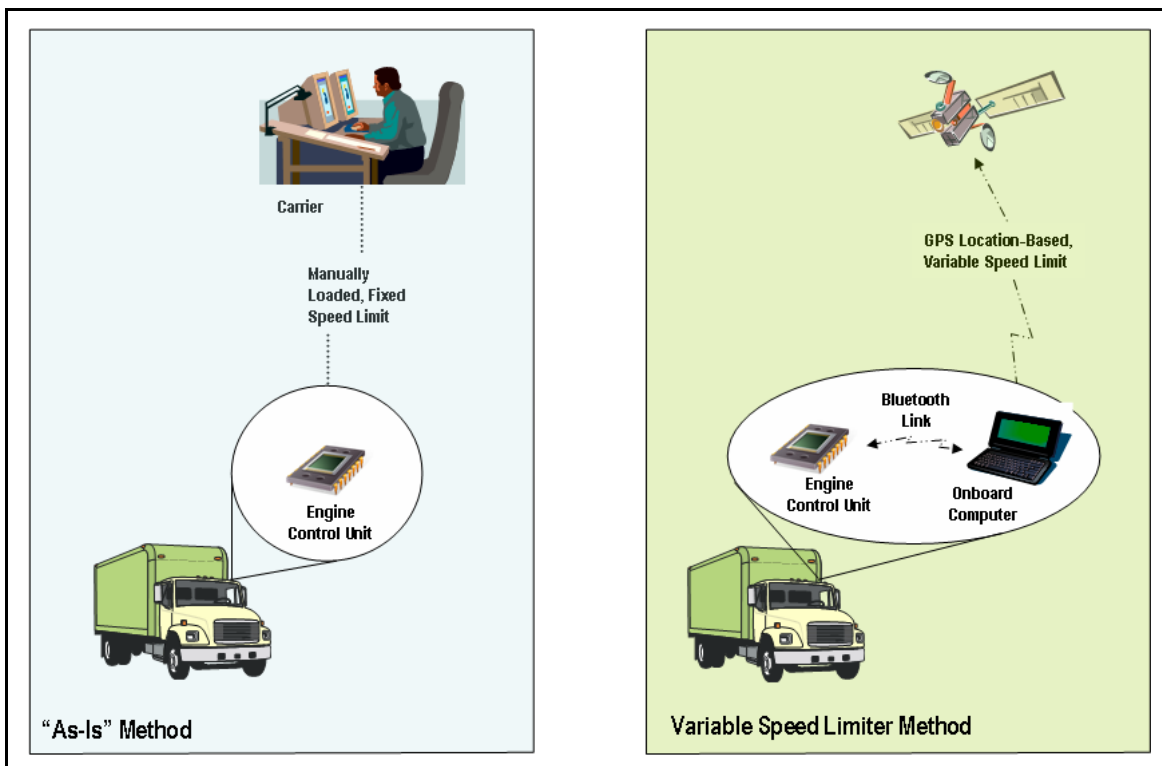 Carrier
Manually
Loaded, Fixed
Speed Limit
Engine
Control Unit
“As-Is” Method
GPS Location-Based,
Variable Speed Limit
Bluetooth
Link
Engine
Control Unit
Onboard
Computer
Variable Speed Limiter Method